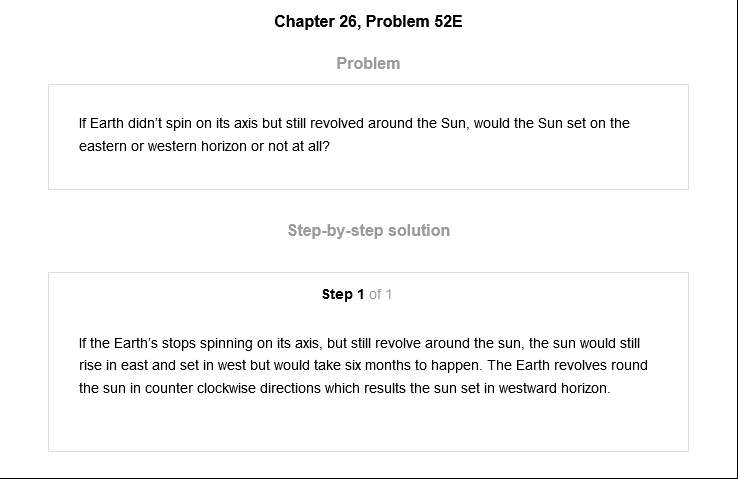 Chapter 26, Problem 52E
Problem
If Earth didn't spin on its axis but still revolved around the Sun, would the Sun set on the
eastern or western horizon or not at all?
Step-by-step solution
Step 1 of 1
If the Earth's stops spinning on its axis, but still revolve around the sun, the sun would still
rise in east and set in west but would take six months to happen. The Earth revolves round
the sun in counter clockwise directions which results the sun set in westward horizon.